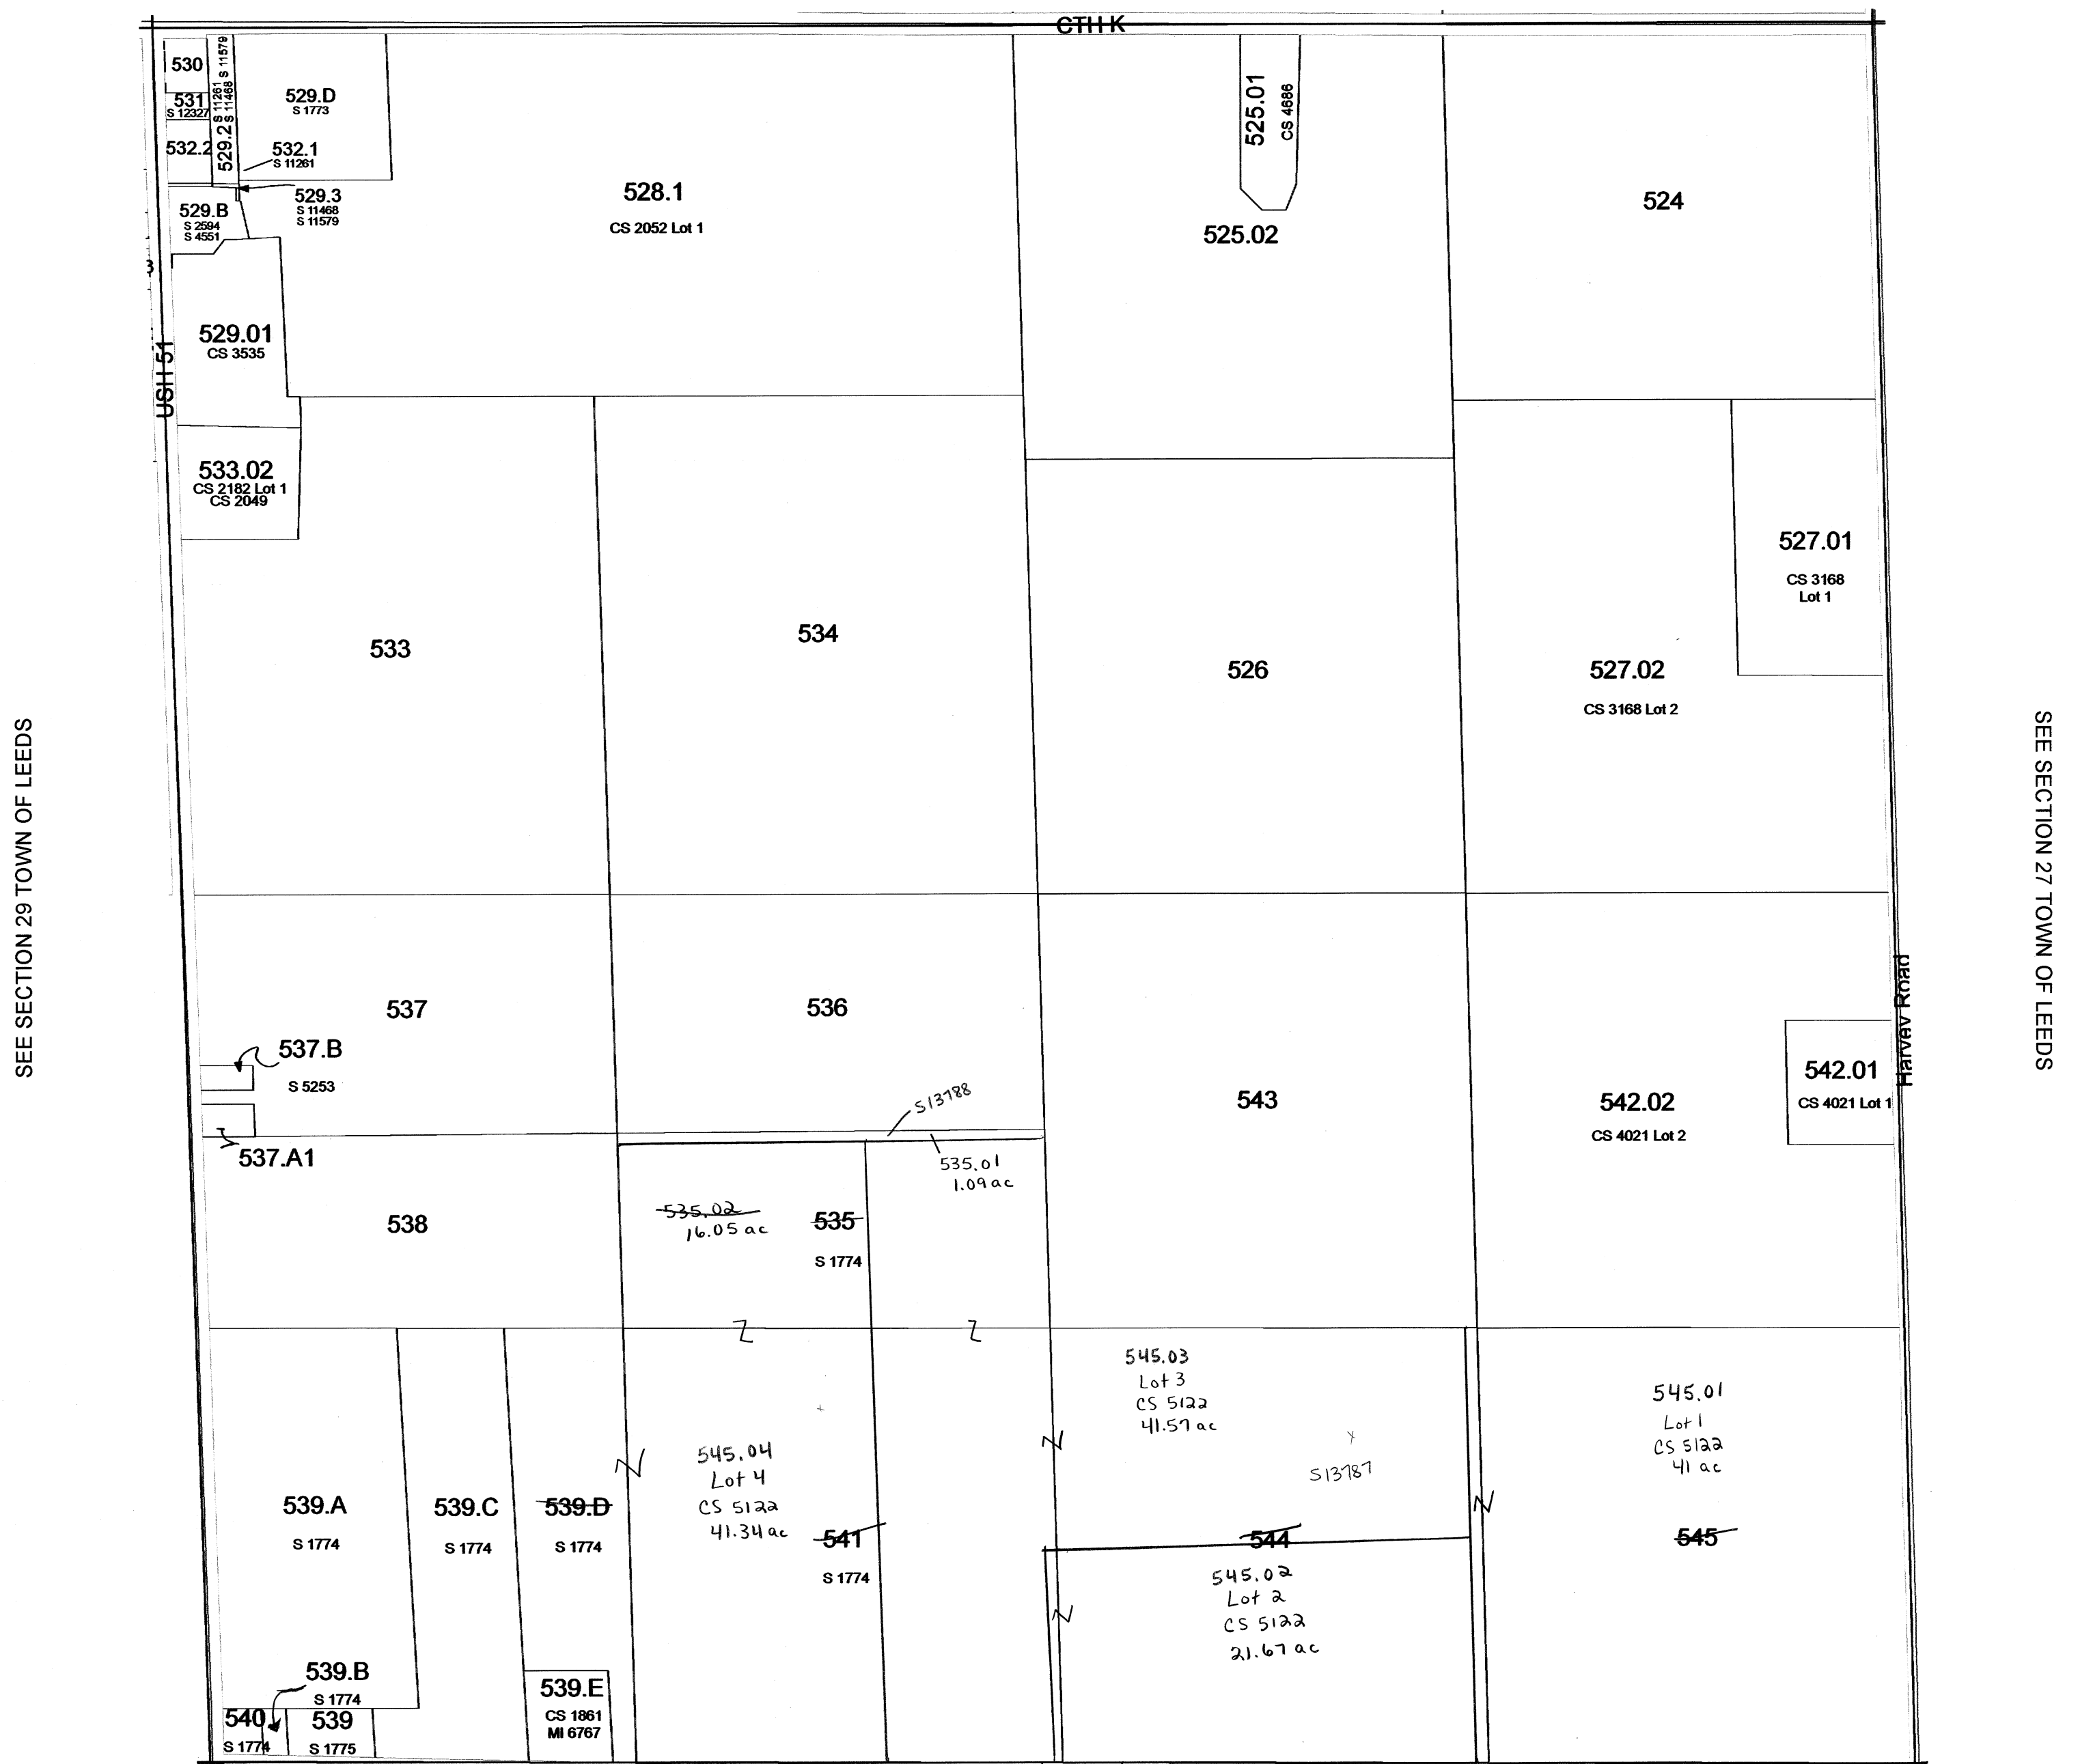 CTH K
530
531
S 12327
532.2
529.2
S 11261
S 11468 S 11579
529.D
S 1773
532.1
S 11261
529.3
S 11468
S 11579
529.B
S 2594
S 4551
528.1
CS 2052 Lot 1
525.01
CS 4686
525.02
524
3
529.01
CS 3535
USH 51
533.02
CS 2182 Lot 1
CS 2049
527.01
CS 3168
Lot 1
533
534
526
527.02
CS 3168 Lot 2
SEE SECTION 29 TOWN OF LEEDS
SEE SECTION 27 TOWN OF LEEDS
Harvey Road
537
536
537.B
S 5253
543
542.02
CS 4021 Lot 2
542.01
CS 4021 Lot 1
S13788
537.A1
535.01
1.09 ac
538
535.02
16.05 ac
535
S 1774
Z
Z
545.03
Lot 3
CS 5122
41.57 ac
S13787
545.01
Lot 1
CS 5122
41 ac
545.04
Lot 4
CS 5122
41.34 ac
539.A
S 1774
539.C
S 1774
539.D
S 1774
541
S 1774
544
545
545.02
Lot 2
CS 5122
21.67 ac
539.B
S 1774
540
S 1774
539
S 1775
539.E
CS 1861
MI 6767